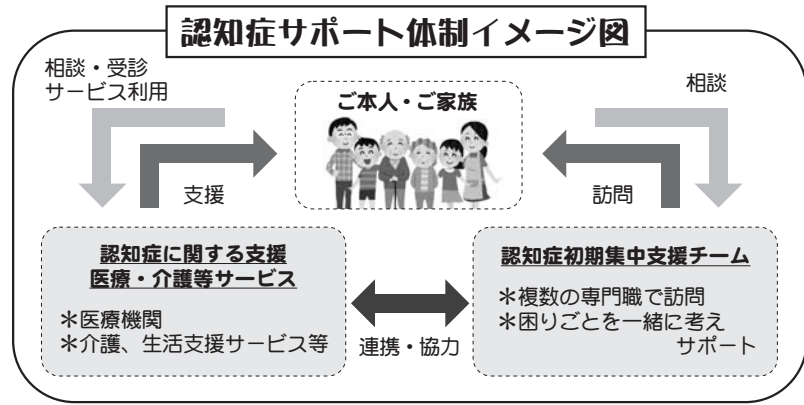 認知症サポート体制イメージ図
相談・受診
サービス利用
ご本人・ご家族
相談
支援
訪問
認知症に関する支援
医療・介護等サービス
＊医療機関
＊介護、生活支援サービス等
連携・協力
認知症初期集中支援チーム
＊複数の専門職で訪問
＊困りごとを一緒に考え
サポート